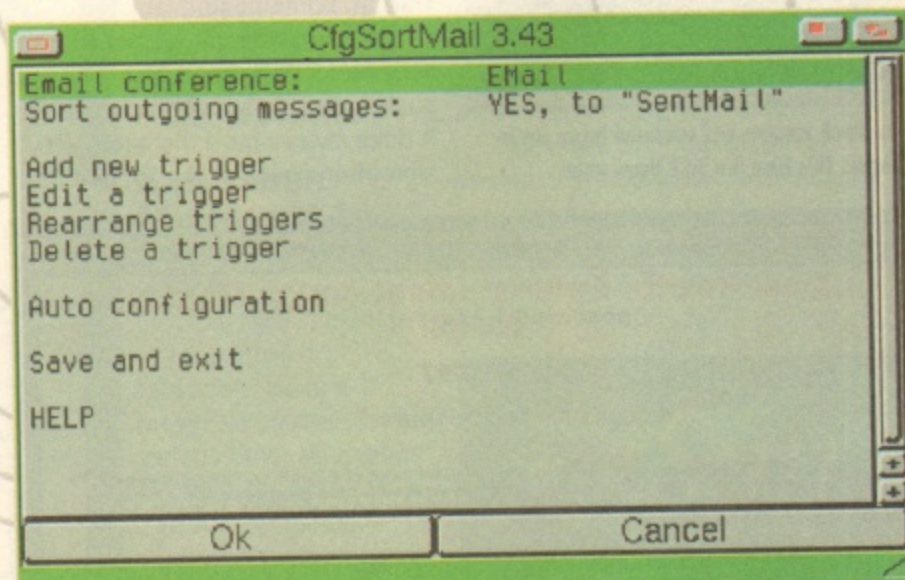 CfgSortMail 3.43
Email conference: EMail
Sort outgoing messages: YES, to "SentMail"
Add new trigger
Edit a trigger
Rearrange triggers
Delete a trigger
Auto configuration
Save and exit
HELP
Ok Cancel